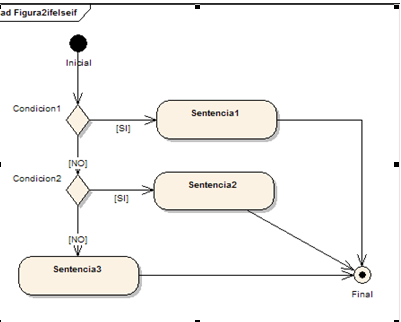 ad Figura2ifelseif
Inicial
Condicion1
[SI]
Sentencia1
[NO]
Condicion2
[SI]
Sentencia2
[NO]
Sentencia3
Final